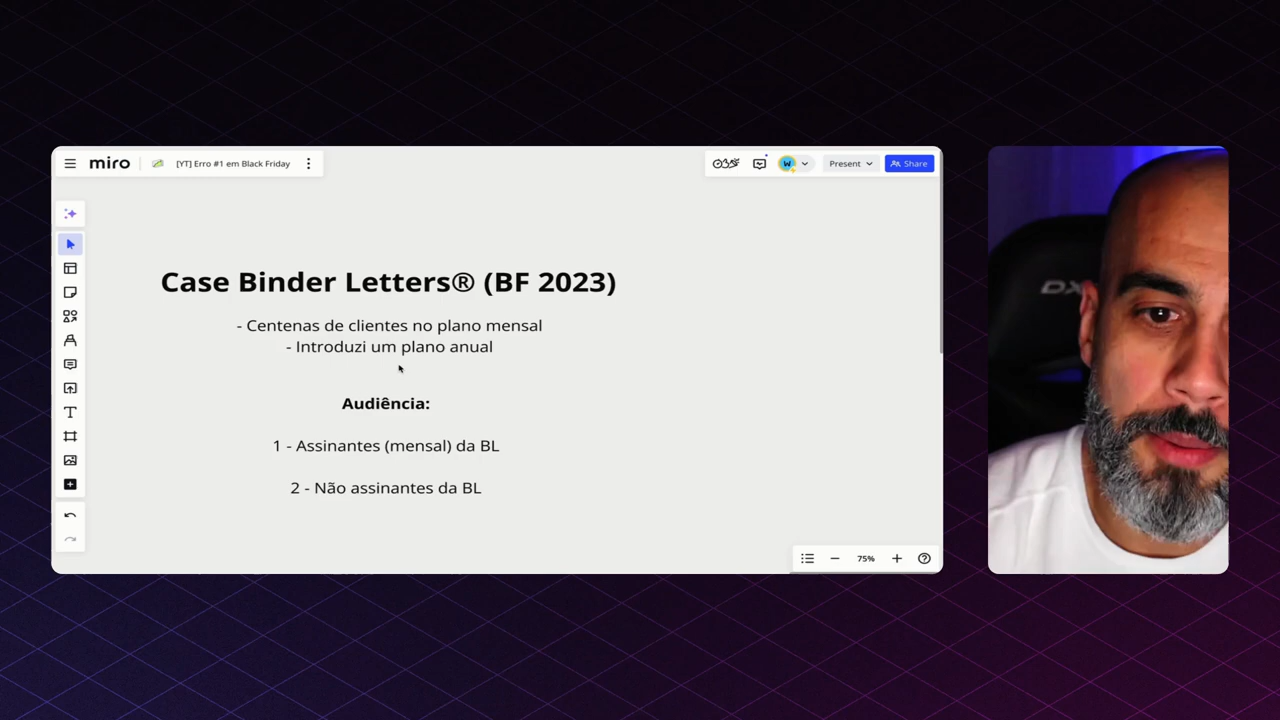 miro
[YT] Erro #1 em Black Friday
W
Present
Share
Case Binder Letters® (BF 2023)
- Centenas de clientes no plano mensal
- Introduzi um plano anual
Audiência:
1 - Assinantes (mensal) da BL
2 - Não assinantes da BL
75%
DX